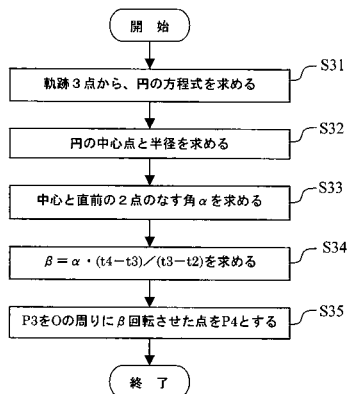 開 始
軌跡3点から、円の方程式を求める
S31
円の中心点と半径を求める
S32
中心と直前の2点のなす角αを求める
S33
β=α・(t4−t3)/(t3−t2)を求める
S34
P3をOの周りにβ回転させた点をP4とする
S35
終 了